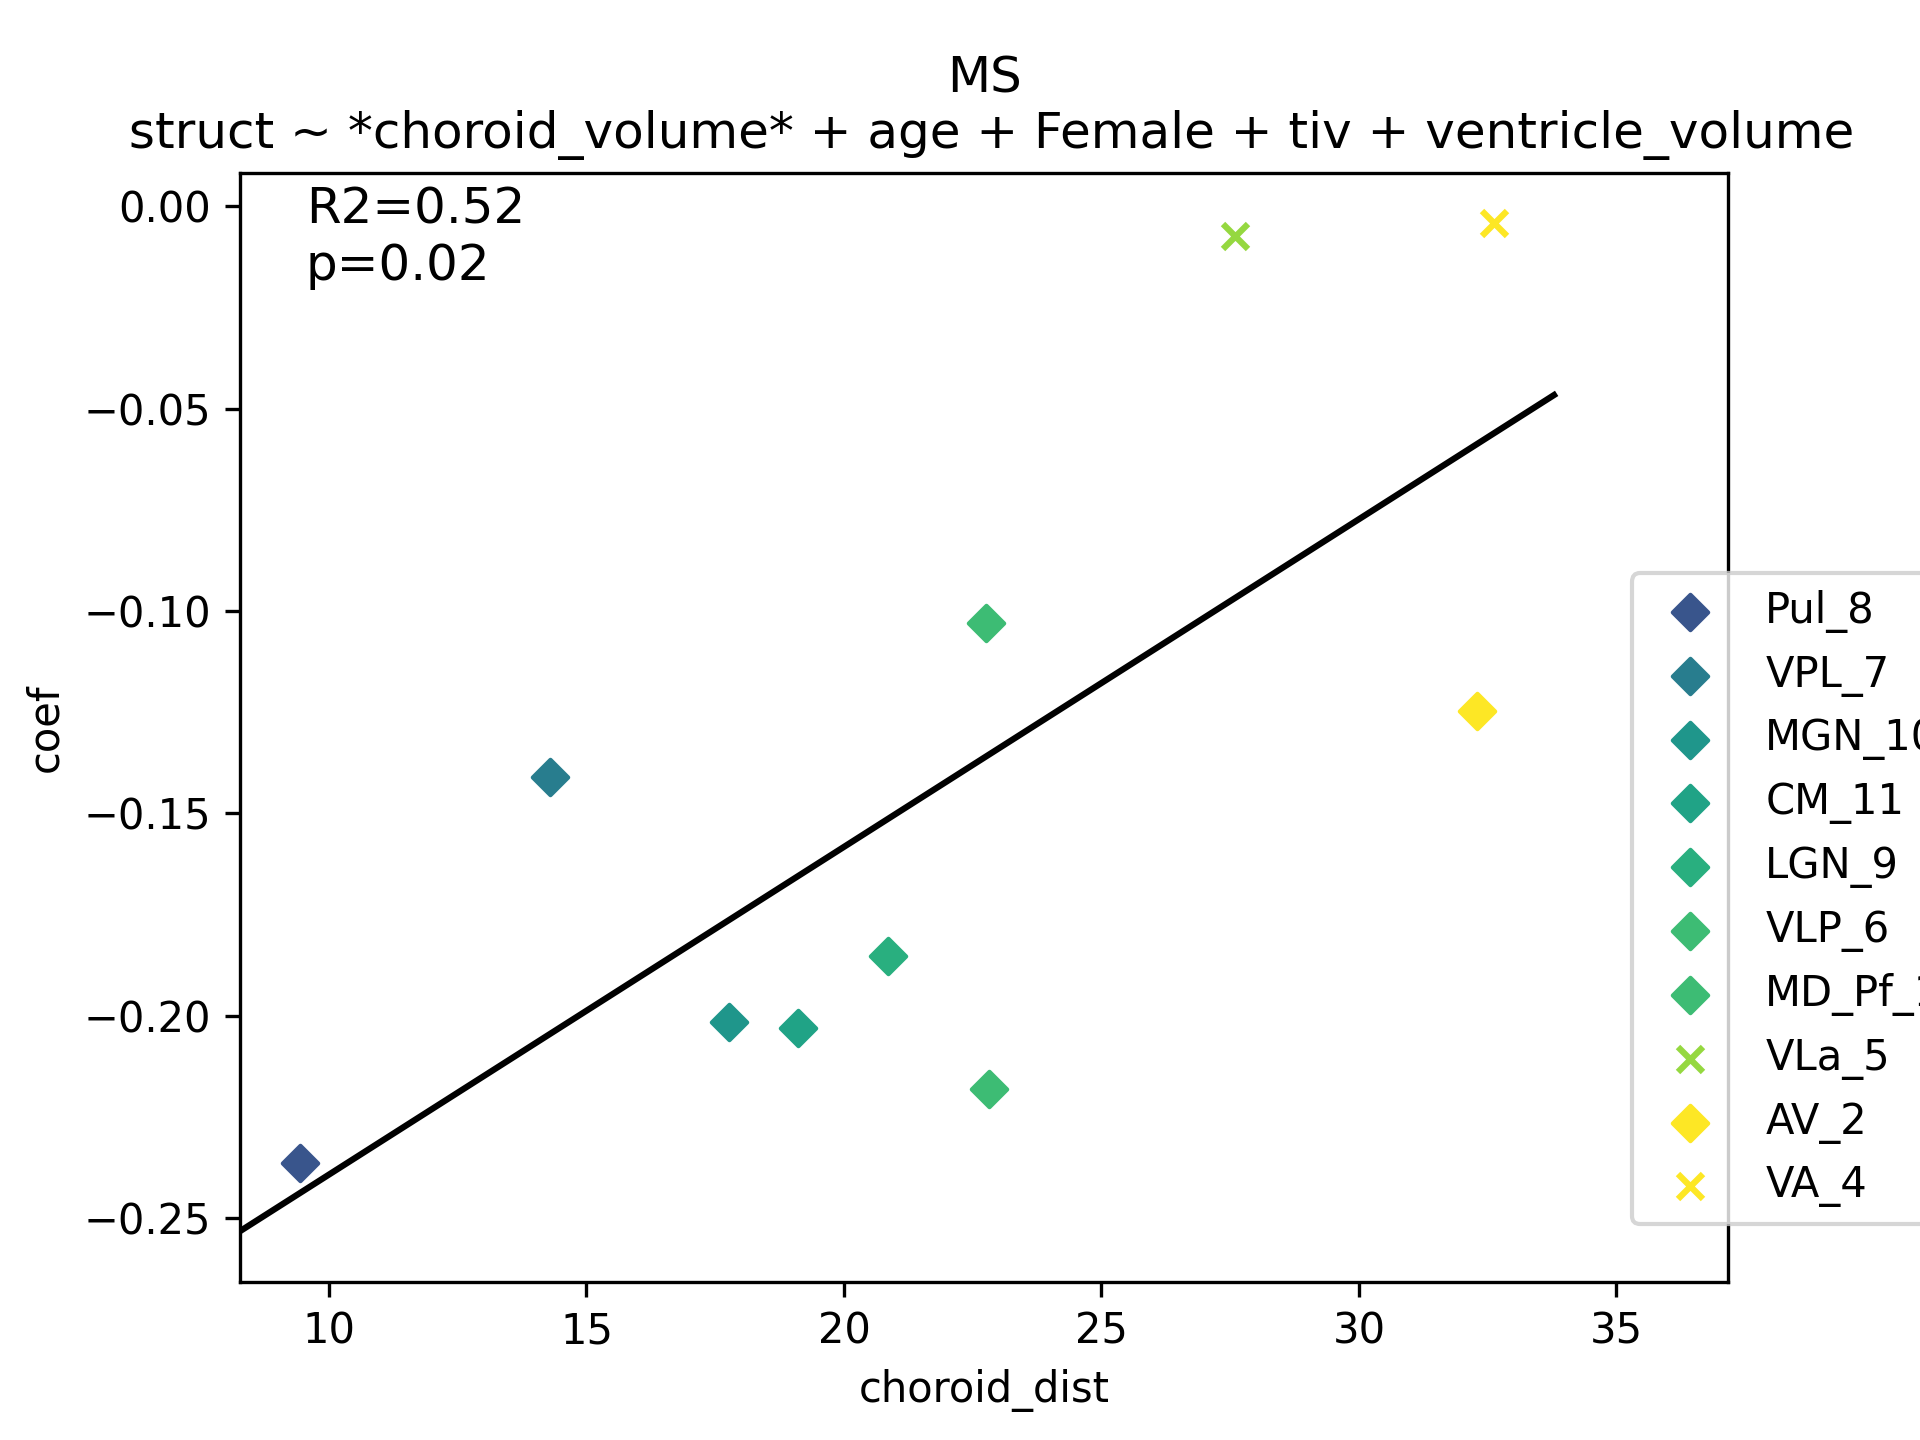 MS
struct ~ *choroid_volume* + age + Female + tiv + ventricle_volume
R2=0.52
p=0.02
0.00
−0.05
−0.10
−0.15
−0.20
−0.25
coef
10 15 20 25 30 35
choroid_dist
Pul_8
VPL_7
MGN_10
CM_11
LGN_9
VLP_6
VLa_5
AV_2
VA_4